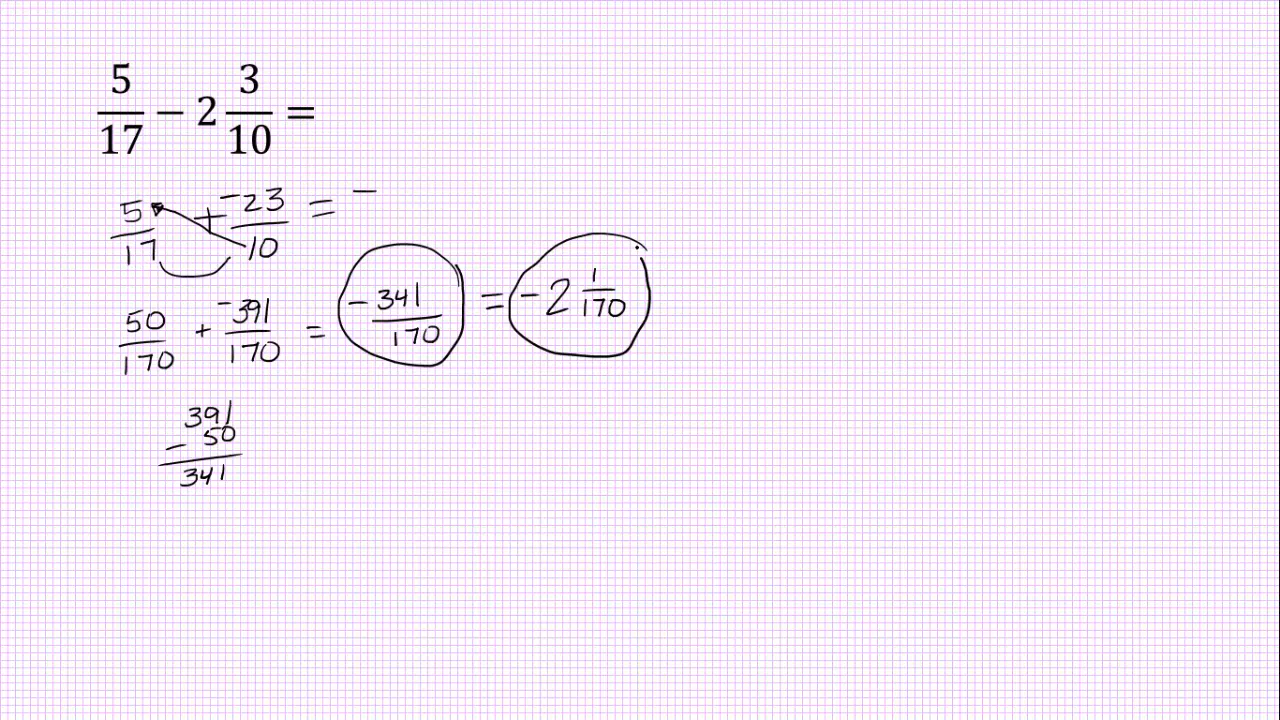 5/17 − 2 3/10 =
5/17 + -23/10 = -
50/170 + -391/170 = -341/170 = -2 1/170
391
- 50
341